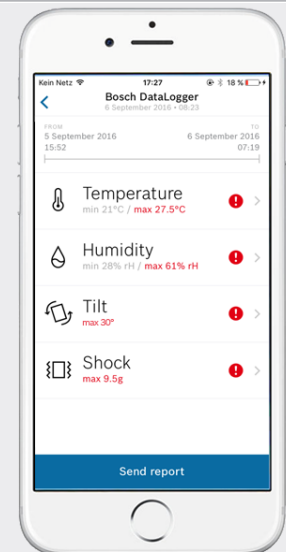 Kein Netz 17:27 18 %
Bosch DataLogger
6 September 2016 • 08:23
FROM TO
5 September 2016 6 September 2016
15:52 07:19
Temperature
min 21°C / max 27.5°C
Humidity
min 28% rH / max 61% rH
Tilt
max 30°
Shock
max 9.5g
Send report